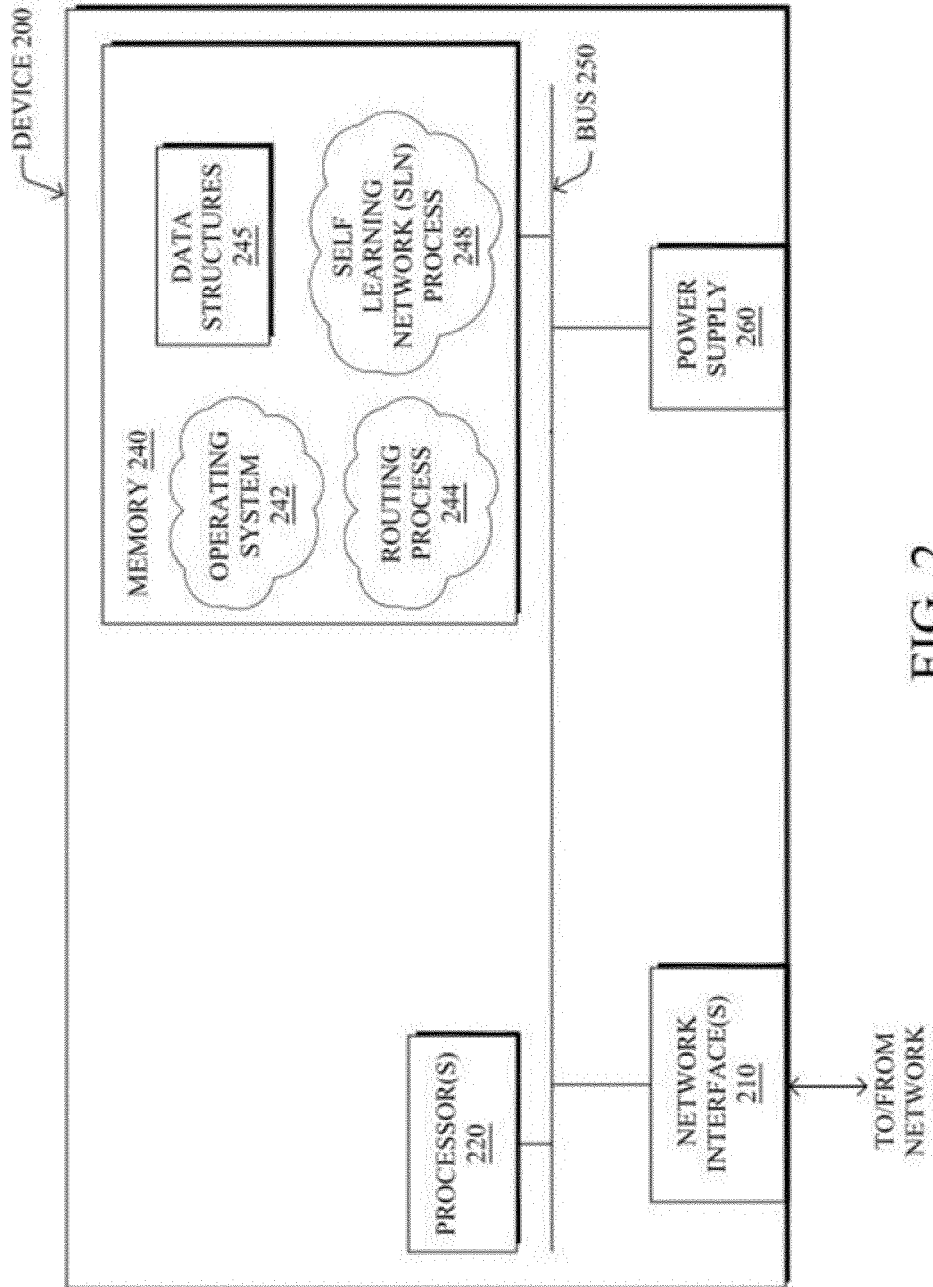 DEVICE 200
MEMORY 240
OPERATING
SYSTEM
242
DATA
STRUCTURES
245
ROUTING
PROCESS
244
SELF
LEARNING
NETWORK (SLN)
PROCESS
248
PROCESSOR(S)
220
BUS 250
NETWORK
INTERFACE(S)
210
POWER
SUPPLY
260
TO/FROM
NETWORK
FIG. 2